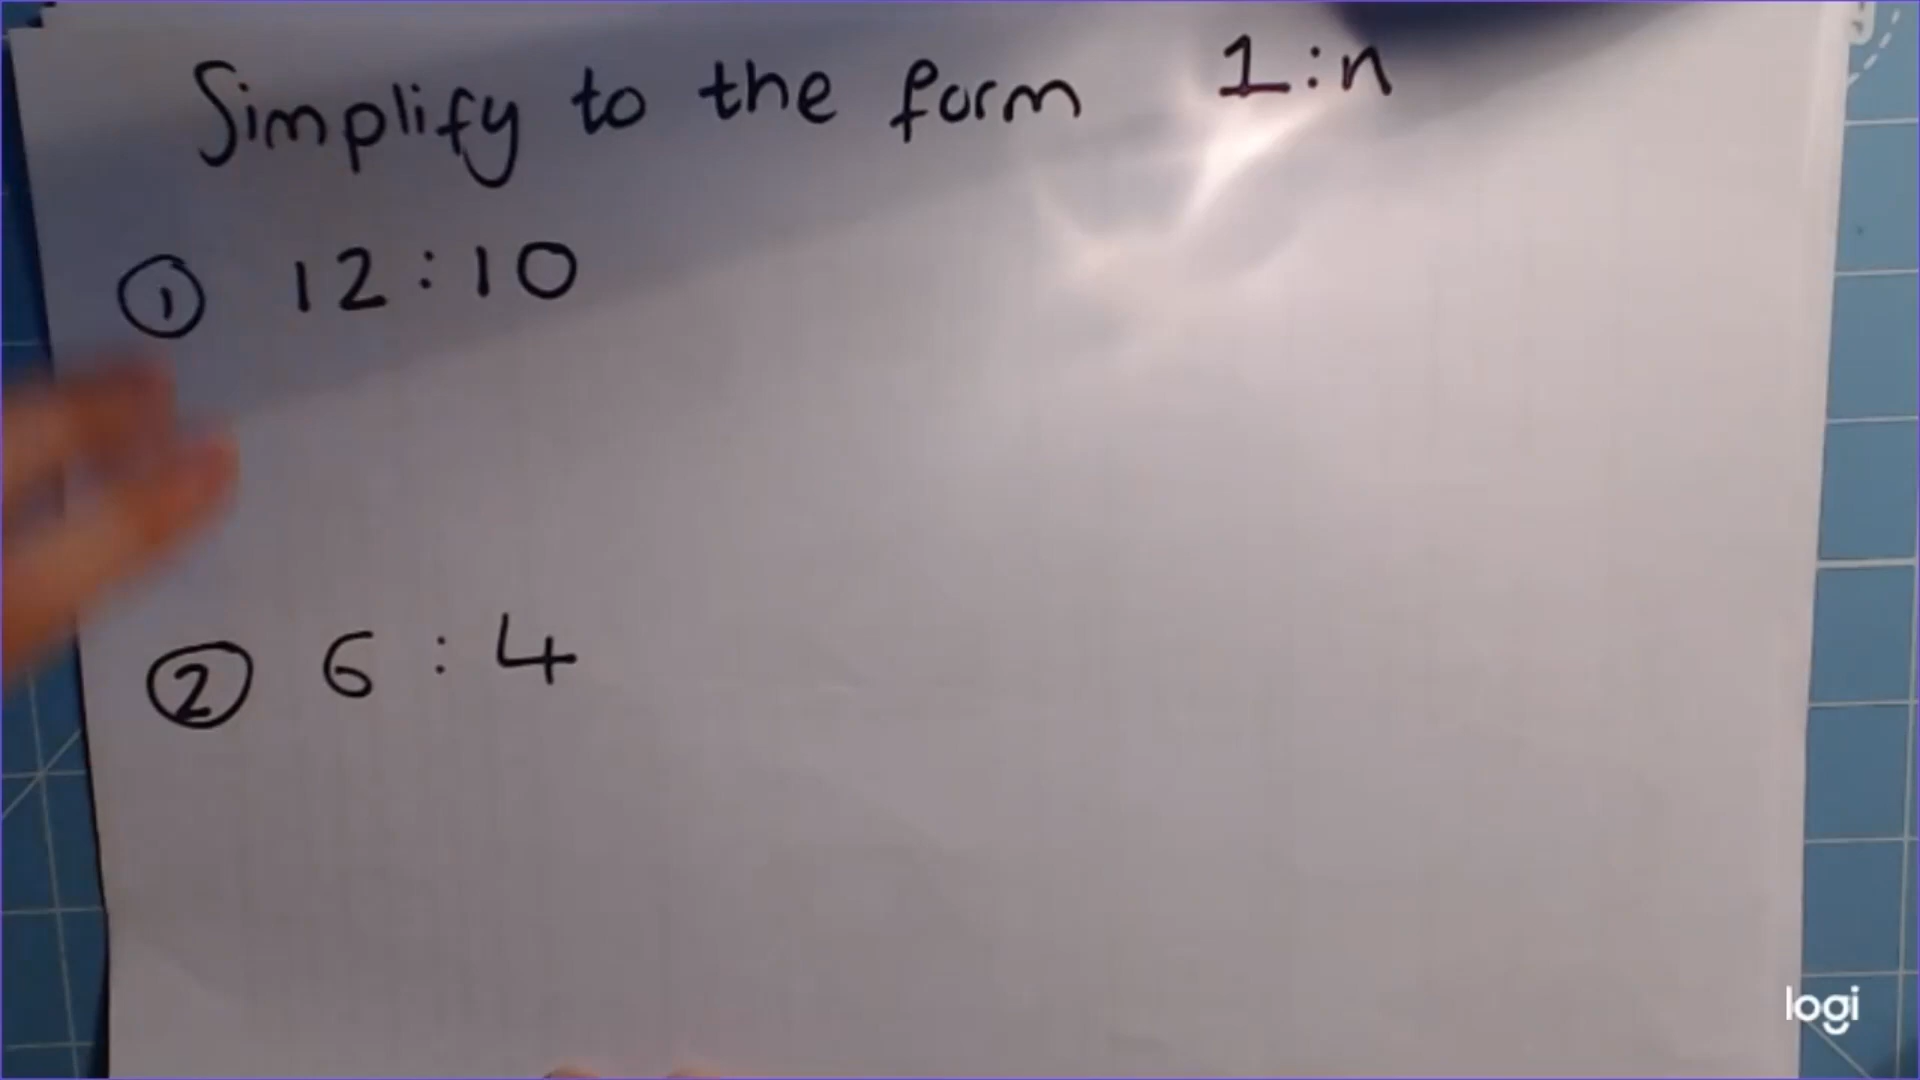 Simplify to the form 1:n
① 12:10
② 6:4
logi